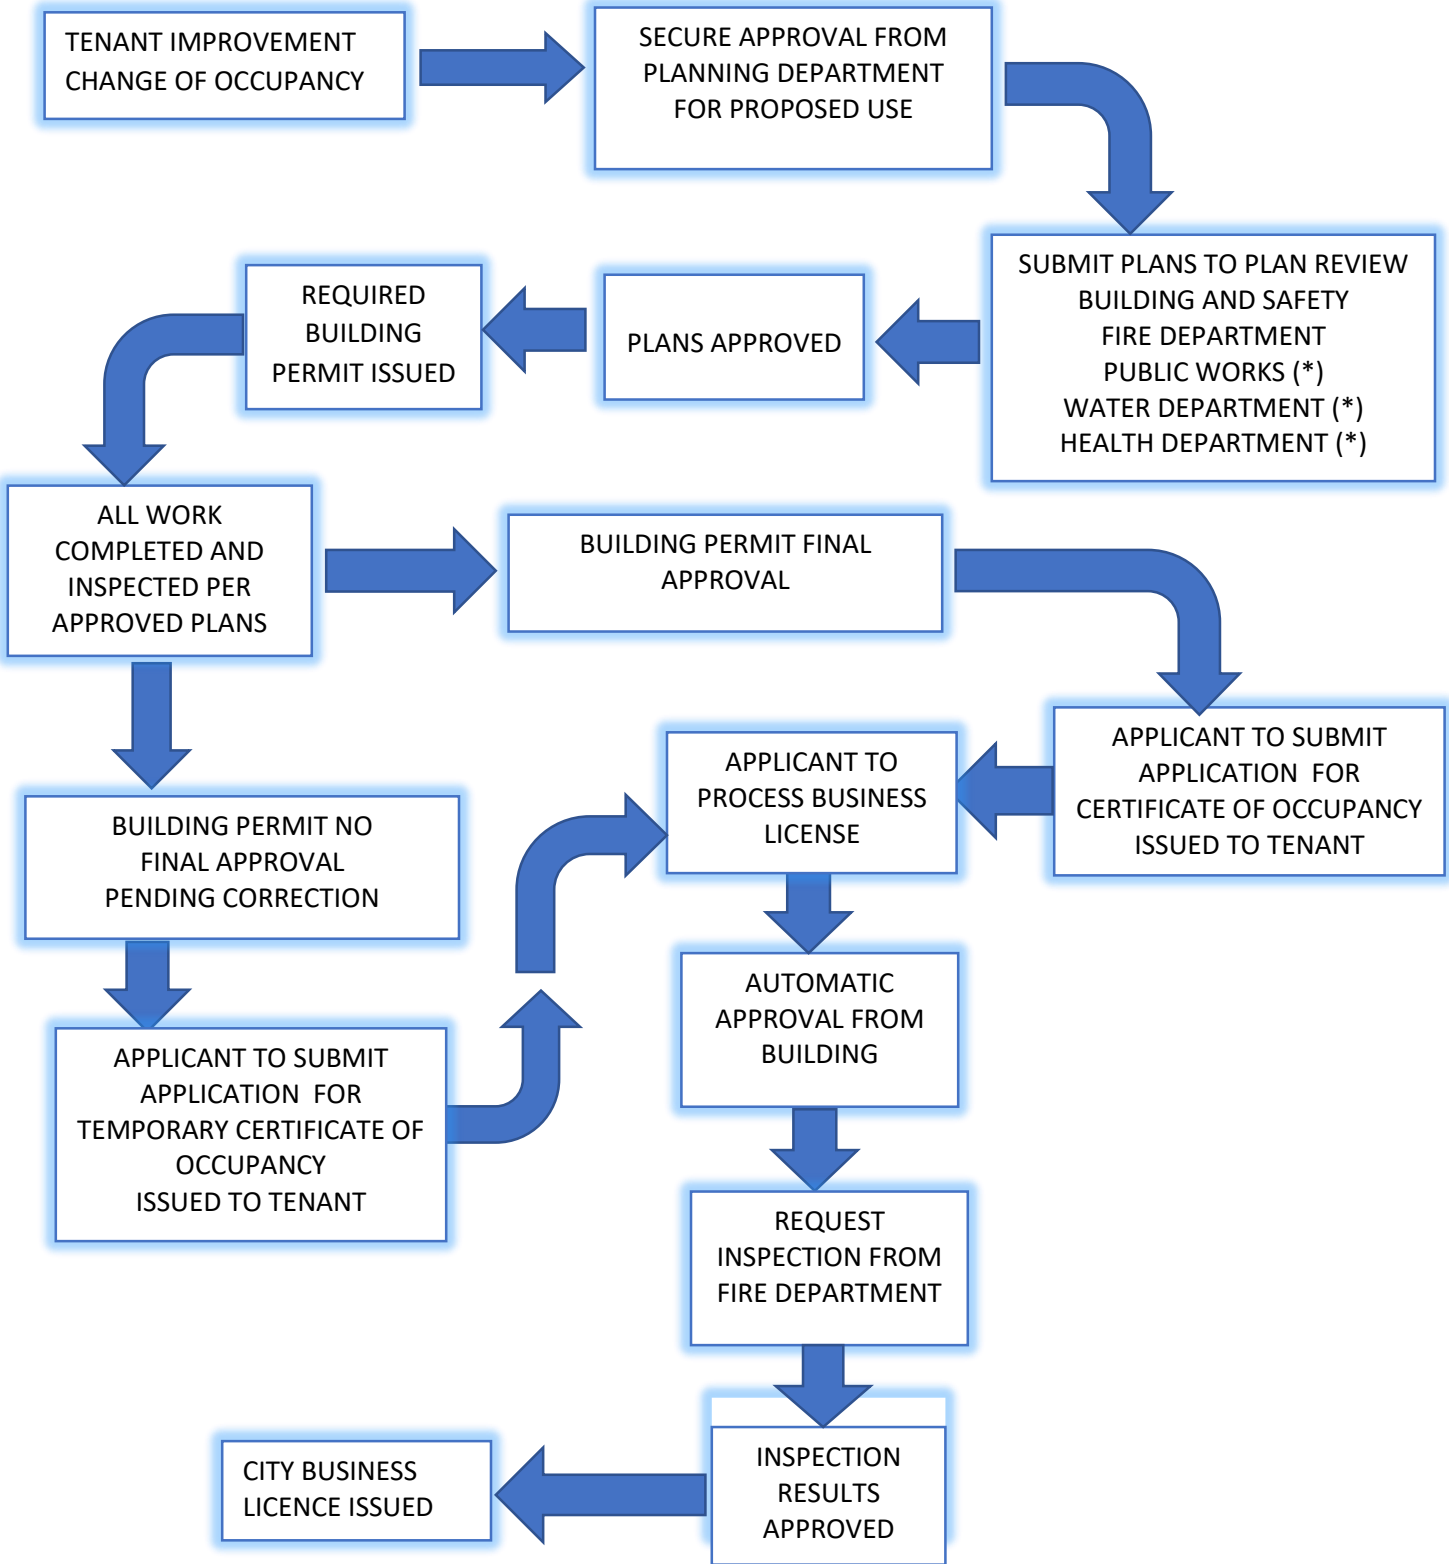 TENANT IMPROVEMENT
CHANGE OF OCCUPANCY
SECURE APPROVAL FROM
PLANNING DEPARTMENT
FOR PROPOSED USE
SUBMIT PLANS TO PLAN REVIEW
BUILDING AND SAFETY
FIRE DEPARTMENT
PUBLIC WORKS (*)
WATER DEPARTMENT (*)
HEALTH DEPARTMENT (*)
PLANS APPROVED
REQUIRED
BUILDING
PERMIT ISSUED
ALL WORK
COMPLETED AND
INSPECTED PER
APPROVED PLANS
BUILDING PERMIT FINAL
APPROVAL
APPLICANT TO SUBMIT
APPLICATION  FOR
CERTIFICATE OF OCCUPANCY
ISSUED TO TENANT
BUILDING PERMIT NO
FINAL APPROVAL
PENDING CORRECTION
APPLICANT TO SUBMIT
APPLICATION  FOR
TEMPORARY CERTIFICATE OF
OCCUPANCY
ISSUED TO TENANT
APPLICANT TO
PROCESS BUSINESS
LICENSE
AUTOMATIC
APPROVAL FROM
BUILDING
REQUEST
INSPECTION FROM
FIRE DEPARTMENT
INSPECTION
RESULTS
APPROVED
CITY BUSINESS
LICENCE ISSUED